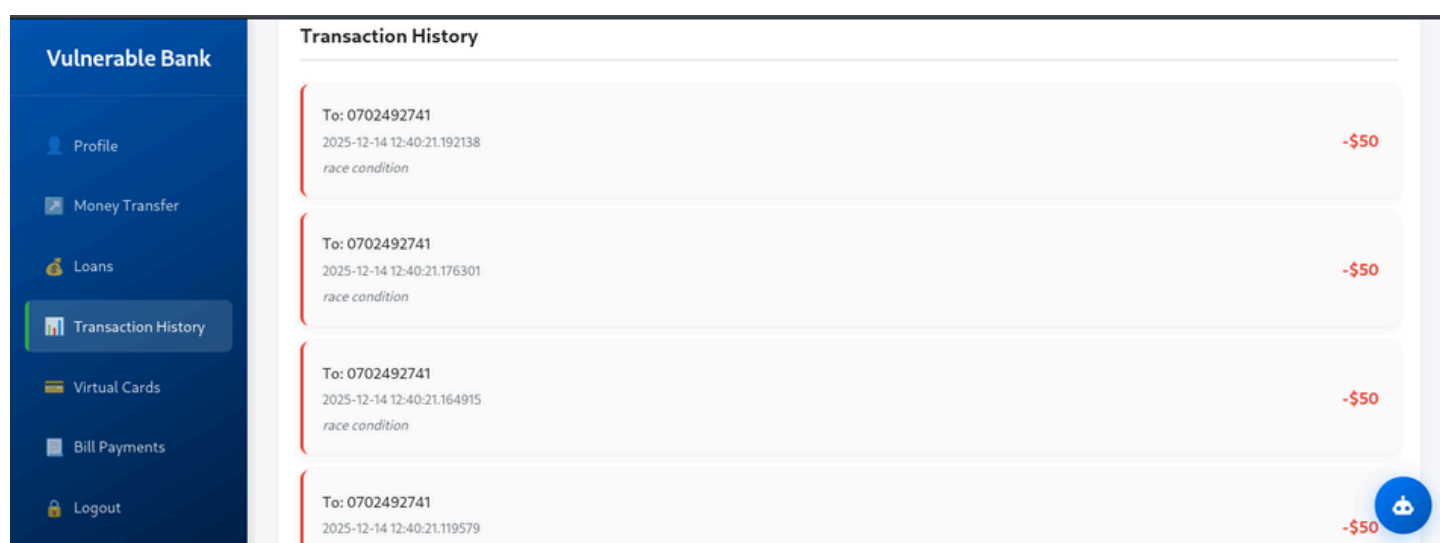 Vulnerable Bank
Profile
Money Transfer
Loans
Transaction History
Virtual Cards
Bill Payments
Logout
Transaction History
To: 0702492741
2025-12-14 12:40:21.192138
race condition
-$50
To: 0702492741
2025-12-14 12:40:21.176301
race condition
-$50
To: 0702492741
2025-12-14 12:40:21.164915
race condition
-$50
To: 0702492741
2025-12-14 12:40:21.119579
-$50